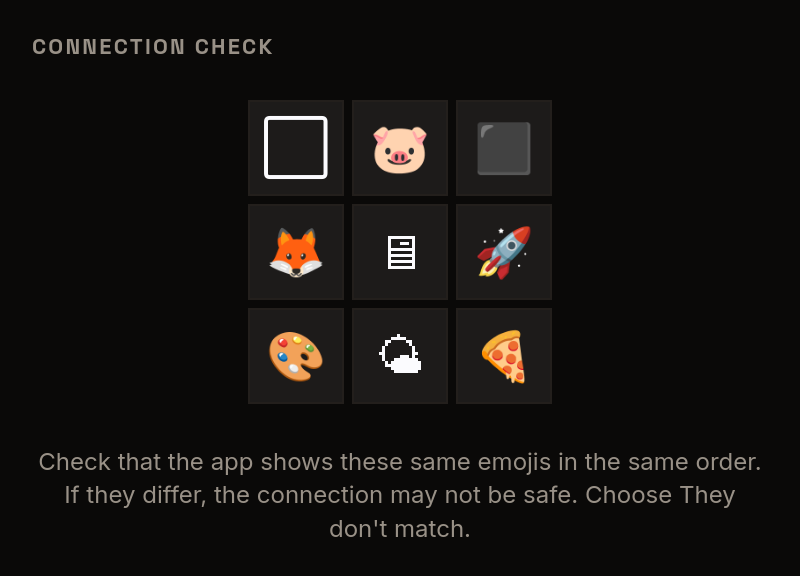 CONNECTION CHECK
Check that the app shows these same emojis in the same order.
If they differ, the connection may not be safe. Choose They
don't match.